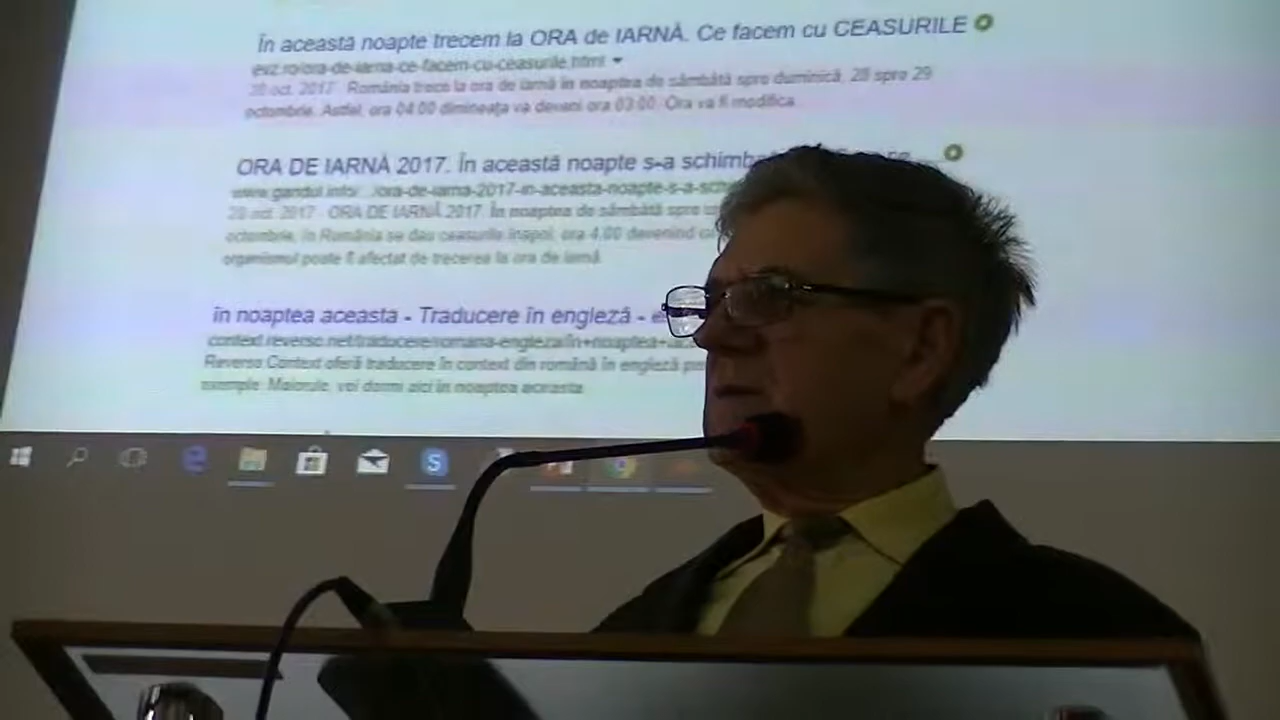 În această noapte trecem la ORA de IARNĂ. Ce facem cu CEASURILE
evz.ro/ora-de-iarna-ce-facem-cu-ceasurile.html
28 oct. 2017 - România trece la ora de iarnă în noaptea de sâmbătă spre duminică, 28 spre 29
octombrie. Astfel, ora 04:00 dimineața va deveni ora 03:00. Ora va fi modifica
ORA DE IARNĂ 2017. În această noapte s-a schimb
www.gandul.info/.../ora-de-iarna-2017-in-aceasta-noapte-s-a-sch
28 oct. 2017 - ORA DE IARNĂ 2017. În noaptea de sâmbătă spre
octombrie, în România se dau ceasurile înapoi, ora 4.00 devenind
organismul poate fi afectat de trecerea la ora de iarnă.
în noaptea aceasta - Traducere în engleză -
context.reverso.net/traducere/romana-engleza/în+noaptea+
Reverso Context oferă traducere în context din română în engleză
exemple: Maiorule, vei dormi aici în noaptea aceasta.
S